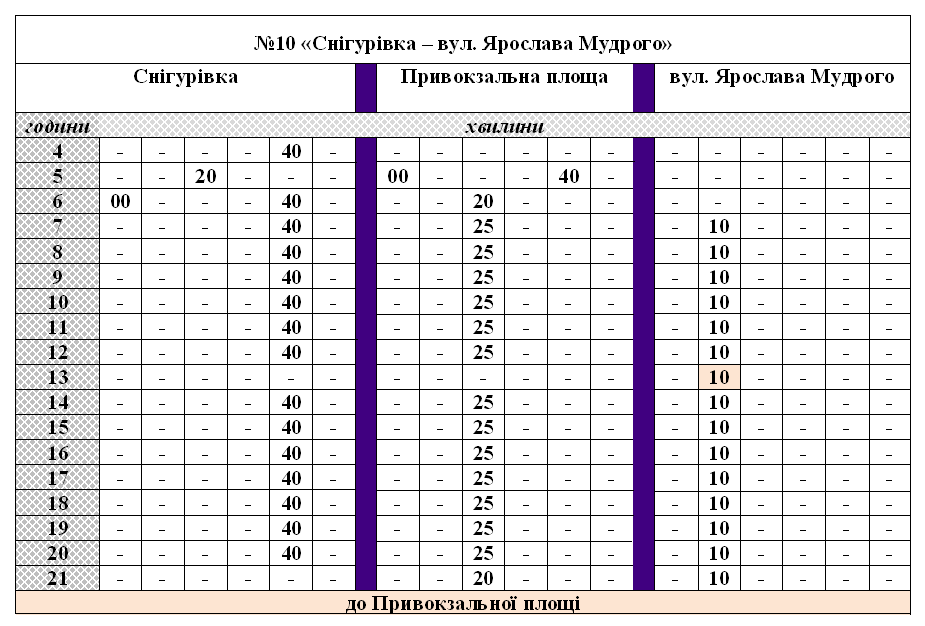 №10 «Снігурівка – вул. Ярослава Мудрого»
Снігурівка Привокзальна площа вул. Ярослава Мудрого
години хвилини
4 - - - - 40 - - - - - - - - - - - - -
5 - - 20 - - - 00 - - - 40 - - - - - - -
6 00 - - - 40 - - - 20 - - - - - - - - -
7 - - - - 40 - - - 25 - - - - 10 - - - -
8 - - - - 40 - - - 25 - - - - 10 - - - -
9 - - - - 40 - - - 25 - - - - 10 - - - -
10 - - - - 40 - - - 25 - - - - 10 - - - -
11 - - - - 40 - - - 25 - - - - 10 - - - -
12 - - - - 40 - - - 25 - - - - 10 - - - -
13 - - - - - - - - - - - - - 10 - - - -
14 - - - - 40 - - - 25 - - - - 10 - - - -
15 - - - - 40 - - - 25 - - - - 10 - - - -
16 - - - - 40 - - - 25 - - - - 10 - - - -
17 - - - - 40 - - - 25 - - - - 10 - - - -
18 - - - - 40 - - - 25 - - - - 10 - - - -
19 - - - - 40 - - - 25 - - - - 10 - - - -
20 - - - - 40 - - - 25 - - - - 10 - - - -
21 - - - - - - - - 20 - - - - 10 - - - -
до Привокзальної площі